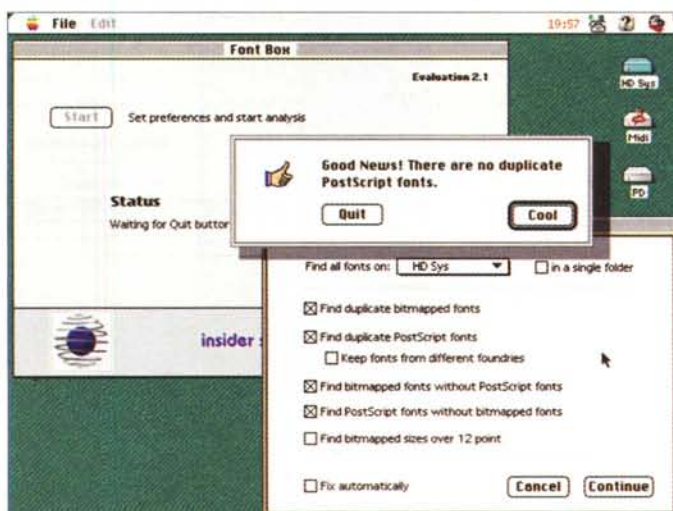 File Edit 19:57
Font Box
Evaluation 2.1
HD Sys
Start Set preferences and start analysis
Midi
Good News! There are no duplicate
PostScript fonts.
Quit Cool
PD
Status
Waiting for Quit button
insider
Find all fonts on: HD Sys in a single folder
Find duplicate bitmapped fonts
Find duplicate PostScript fonts
Keep fonts from different foundries
Find bitmapped fonts without PostScript fonts
Find PostScript fonts without bitmapped fonts
Find bitmapped sizes over 12 point
Fix automatically Cancel Continue